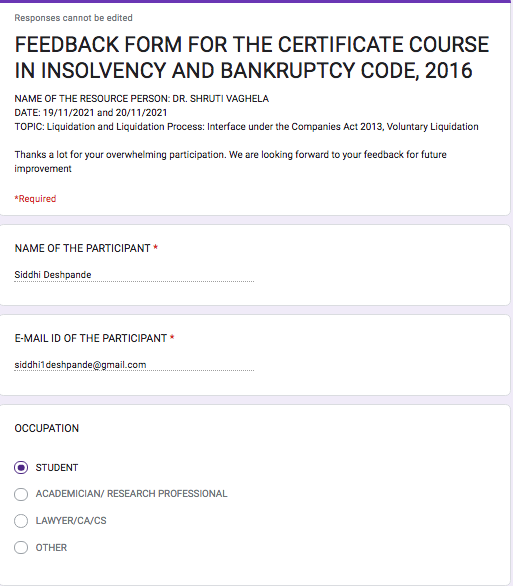 Responses cannot be edited
FEEDBACK FORM FOR THE CERTIFICATE COURSE
IN INSOLVENCY AND BANKRUPTCY CODE, 2016
NAME OF THE RESOURCE PERSON: DR. SHRUTI VAGHELA
DATE: 19/11/2021 and 20/11/2021
TOPIC: Liquidation and Liquidation Process: Interface under the Companies Act 2013, Voluntary Liquidation
Thanks a lot for your overwhelming participation. We are looking forward to your feedback for future
improvement
*Required
NAME OF THE PARTICIPANT *
Siddhi Deshpande
E-MAIL ID OF THE PARTICIPANT *
siddhi1deshpande@gmail.com
OCCUPATION
STUDENT
ACADEMICIAN/ RESEARCH PROFESSIONAL
LAWYER/CA/CS
OTHER